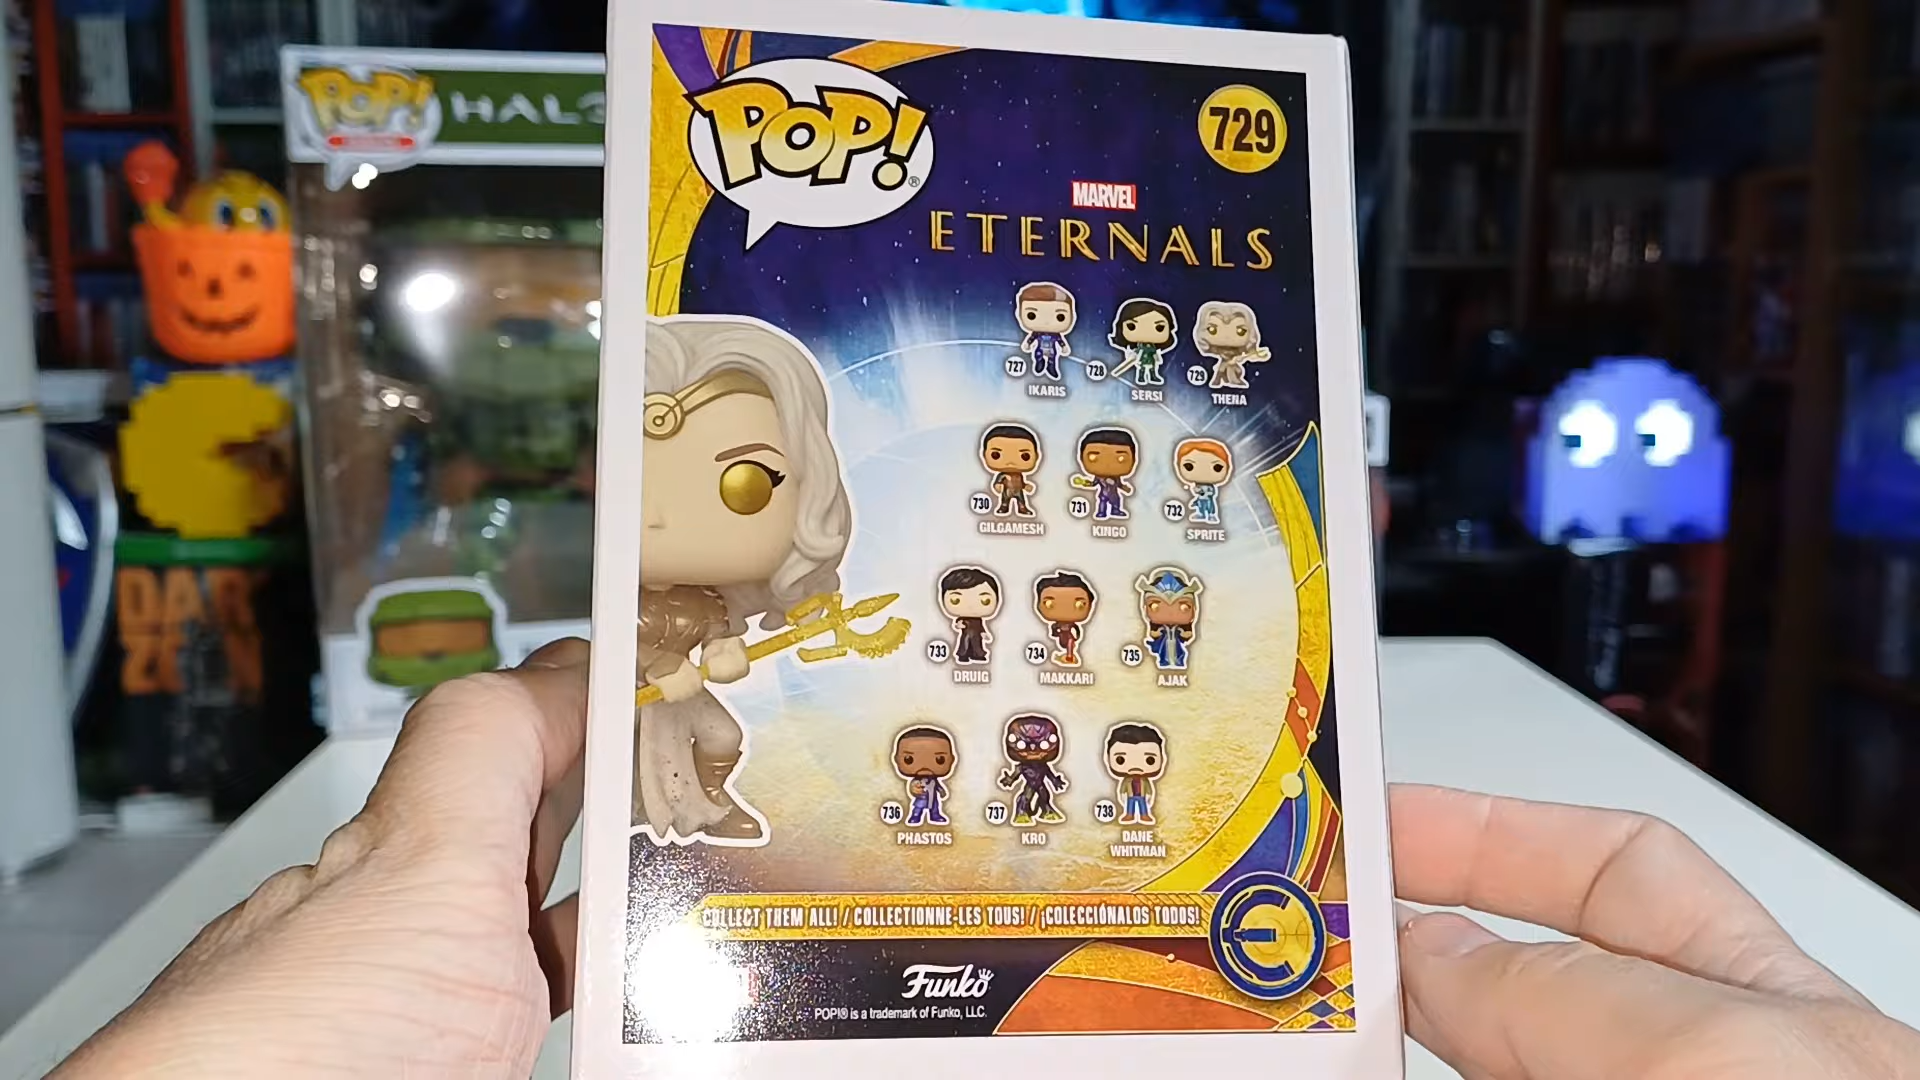 POP!
HALO
POP!®
729
MARVEL
ETERNALS
727
IKARIS
728
SERSI
729
THENA
730
GILGAMESH
731
KINGO
732
SPRITE
733
DRUIG
734
MAKKARI
735
AJAK
736
PHASTOS
737
KRO
738
DANE
WHITMAN
COLLECT THEM ALL! / COLLECTIONNE-LES TOUS! / ¡COLECCIÓNALOS TODOS!
Funko
POP!® is a trademark of Funko, LLC.